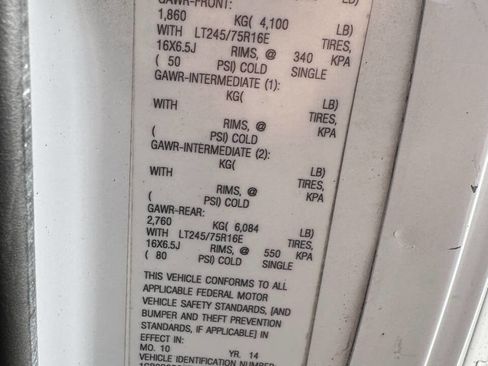 GAWR-FRONT:
1,860 KG( 4,100 LB)
WITH LT245/75R16E TIRES,
16X6.5J RIMS, @ 340 KPA
( 50 PSI) COLD SINGLE
GAWR-INTERMEDIATE (1):
KG( LB)
WITH TIRES,
RIMS, @ KPA
( PSI) COLD
GAWR-INTERMEDIATE (2):
KG( LB)
WITH TIRES,
RIMS, @ KPA
( PSI) COLD
GAWR-REAR:
2,760 KG( 6,084 LB)
WITH LT245/75R16E TIRES,
16X6.5J RIMS, @ 550 KPA
( 80 PSI) COLD SINGLE
THIS VEHICLE CONFORMS TO ALL
APPLICABLE FEDERAL MOTOR
VEHICLE SAFETY STANDARDS, [AND
BUMPER AND THEFT PREVENTION
STANDARDS, IF APPLICABLE] IN
EFFECT IN:
MO. 10 YR. 14
VEHICLE IDENTIFICATION NUMBER